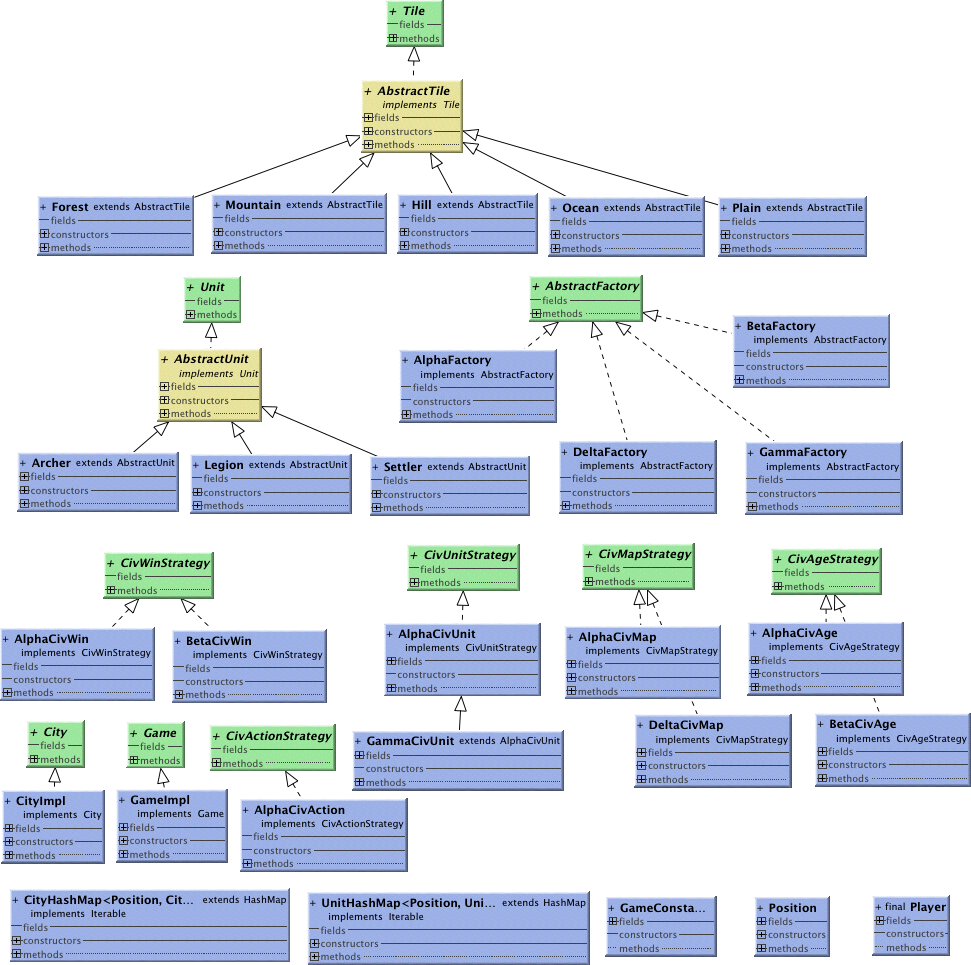 + Tile
fields
methods
+ AbstractTile
implements Tile
fields
constructors
methods
+ Forest extends AbstractTile
fields
constructors
methods
+ Mountain extends AbstractTile
fields
constructors
methods
+ Hill extends AbstractTile
fields
constructors
methods
+ Ocean extends AbstractTile
fields
constructors
methods
+ Plain extends AbstractTile
fields
constructors
methods
+ Unit
fields
methods
+ AbstractUnit
implements Unit
fields
constructors
methods
+ Archer extends AbstractUnit
fields
constructors
methods
+ Legion extends AbstractUnit
fields
constructors
methods
+ Settler extends AbstractUnit
fields
constructors
methods
+ AbstractFactory
fields
methods
+ AlphaFactory
implements AbstractFactory
fields
constructors
methods
+ BetaFactory
implements AbstractFactory
fields
constructors
methods
+ DeltaFactory
implements AbstractFactory
fields
constructors
methods
+ GammaFactory
implements AbstractFactory
fields
constructors
methods
+ CivWinStrategy
fields
methods
+ AlphaCivWin
implements CivWinStrategy
fields
constructors
methods
+ BetaCivWin
implements CivWinStrategy
fields
constructors
methods
+ CivUnitStrategy
fields
methods
+ AlphaCivUnit
implements CivUnitStrategy
fields
constructors
methods
+ GammaCivUnit extends AlphaCivUnit
fields
constructors
methods
+ CivMapStrategy
fields
methods
+ AlphaCivMap
implements CivMapStrategy
fields
constructors
methods
+ DeltaCivMap
implements CivMapStrategy
fields
constructors
methods
+ CivAgeStrategy
fields
methods
+ AlphaCivAge
implements CivAgeStrategy
fields
constructors
methods
+ BetaCivAge
implements CivAgeStrategy
fields
constructors
methods
+ City
fields
methods
+ CityImpl
implements City
fields
constructors
methods
+ Game
fields
methods
+ GameImpl
implements Game
fields
constructors
methods
+ CivActionStrategy
fields
methods
+ AlphaCivAction
implements CivActionStrategy
fields
constructors
methods
+ CityHashMap<Position, Cit... extends HashMap
implements Iterable
fields
constructors
methods
+ UnitHashMap<Position, Uni... extends HashMap
implements Iterable
fields
constructors
methods
+ GameConsta...
fields
constructors
methods
+ Position
fields
constructors
methods
+ final Player
fields
constructors
methods